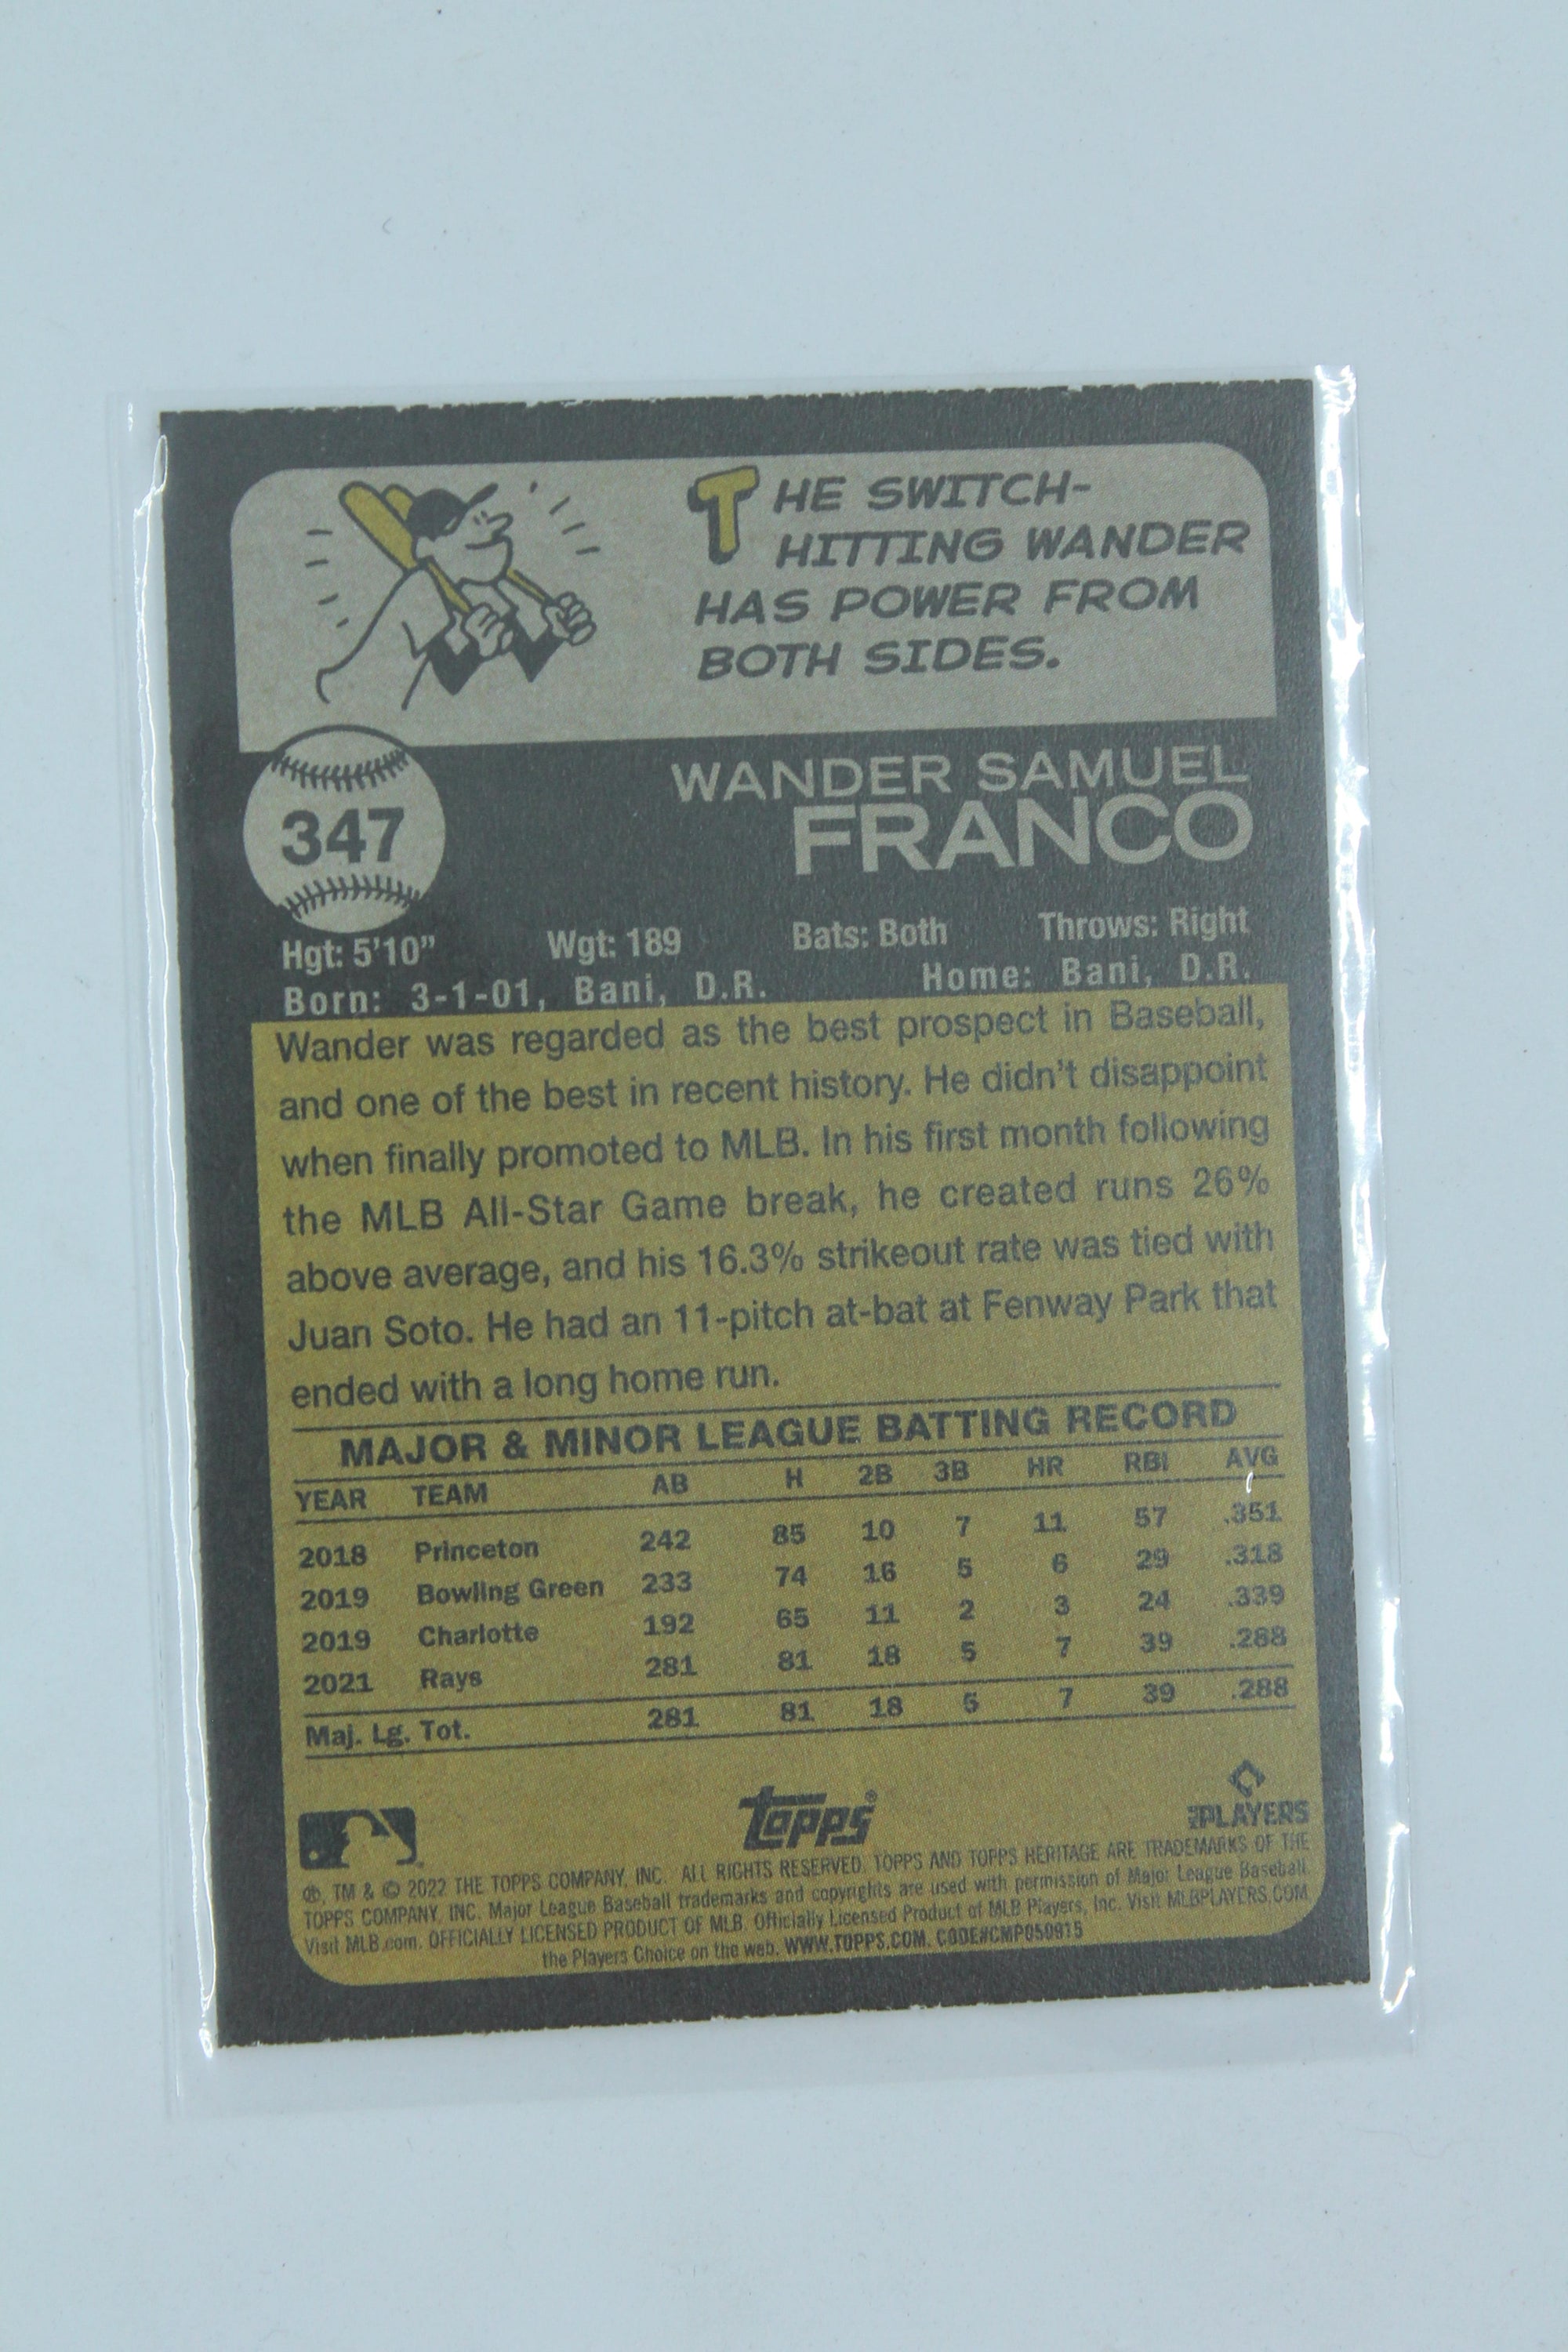 THE SWITCH-
HITTING WANDER
HAS POWER FROM
BOTH SIDES.
347
WANDER SAMUEL
FRANCO
Hgt: 5'10” Wgt: 189 Bats: Both Throws: Right
Born: 3-1-01, Bani, D.R. Home: Bani, D.R.
Wander was regarded as the best prospect in Baseball,
and one of the best in recent history. He didn't disappoint
when finally promoted to MLB. In his first month following
the MLB All-Star Game break, he created runs 26%
above average, and his 16.3% strikeout rate was tied with
Juan Soto. He had an 11-pitch at-bat at Fenway Park that
ended with a long home run.
MAJOR & MINOR LEAGUE BATTING RECORD
YEAR TEAM AB H 2B 3B HR RBI AVG
2018 Princeton 242 85 10 7 11 57 .351
2019 Bowling Green 233 74 16 5 6 29 .318
2019 Charlotte 192 65 11 2 3 24 .339
2021 Rays 281 81 18 5 7 39 .288
Maj. Lg. Tot. 281 81 18 5 7 39 .288
Topps®
PLAYERS
®, TM & © 2022 THE TOPPS COMPANY, INC. ALL RIGHTS RESERVED. TOPPS AND TOPPS HERITAGE ARE TRADEMARKS OF THE
TOPPS COMPANY, INC. Major League Baseball trademarks and copyrights are used with permission of Major League Baseball.
Visit MLB.com. OFFICIALLY LICENSED PRODUCT OF MLB. Officially Licensed Product of MLB Players, Inc. Visit MLBPLAYERS.COM
the Players Choice on the web. WWW.TOPPS.COM. CODE#CMP050915